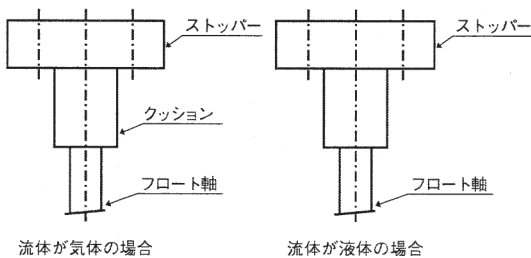 ストッパー
クッション
フロート軸
流体が気体の場合
ストッパー
フロート軸
流体が液体の場合